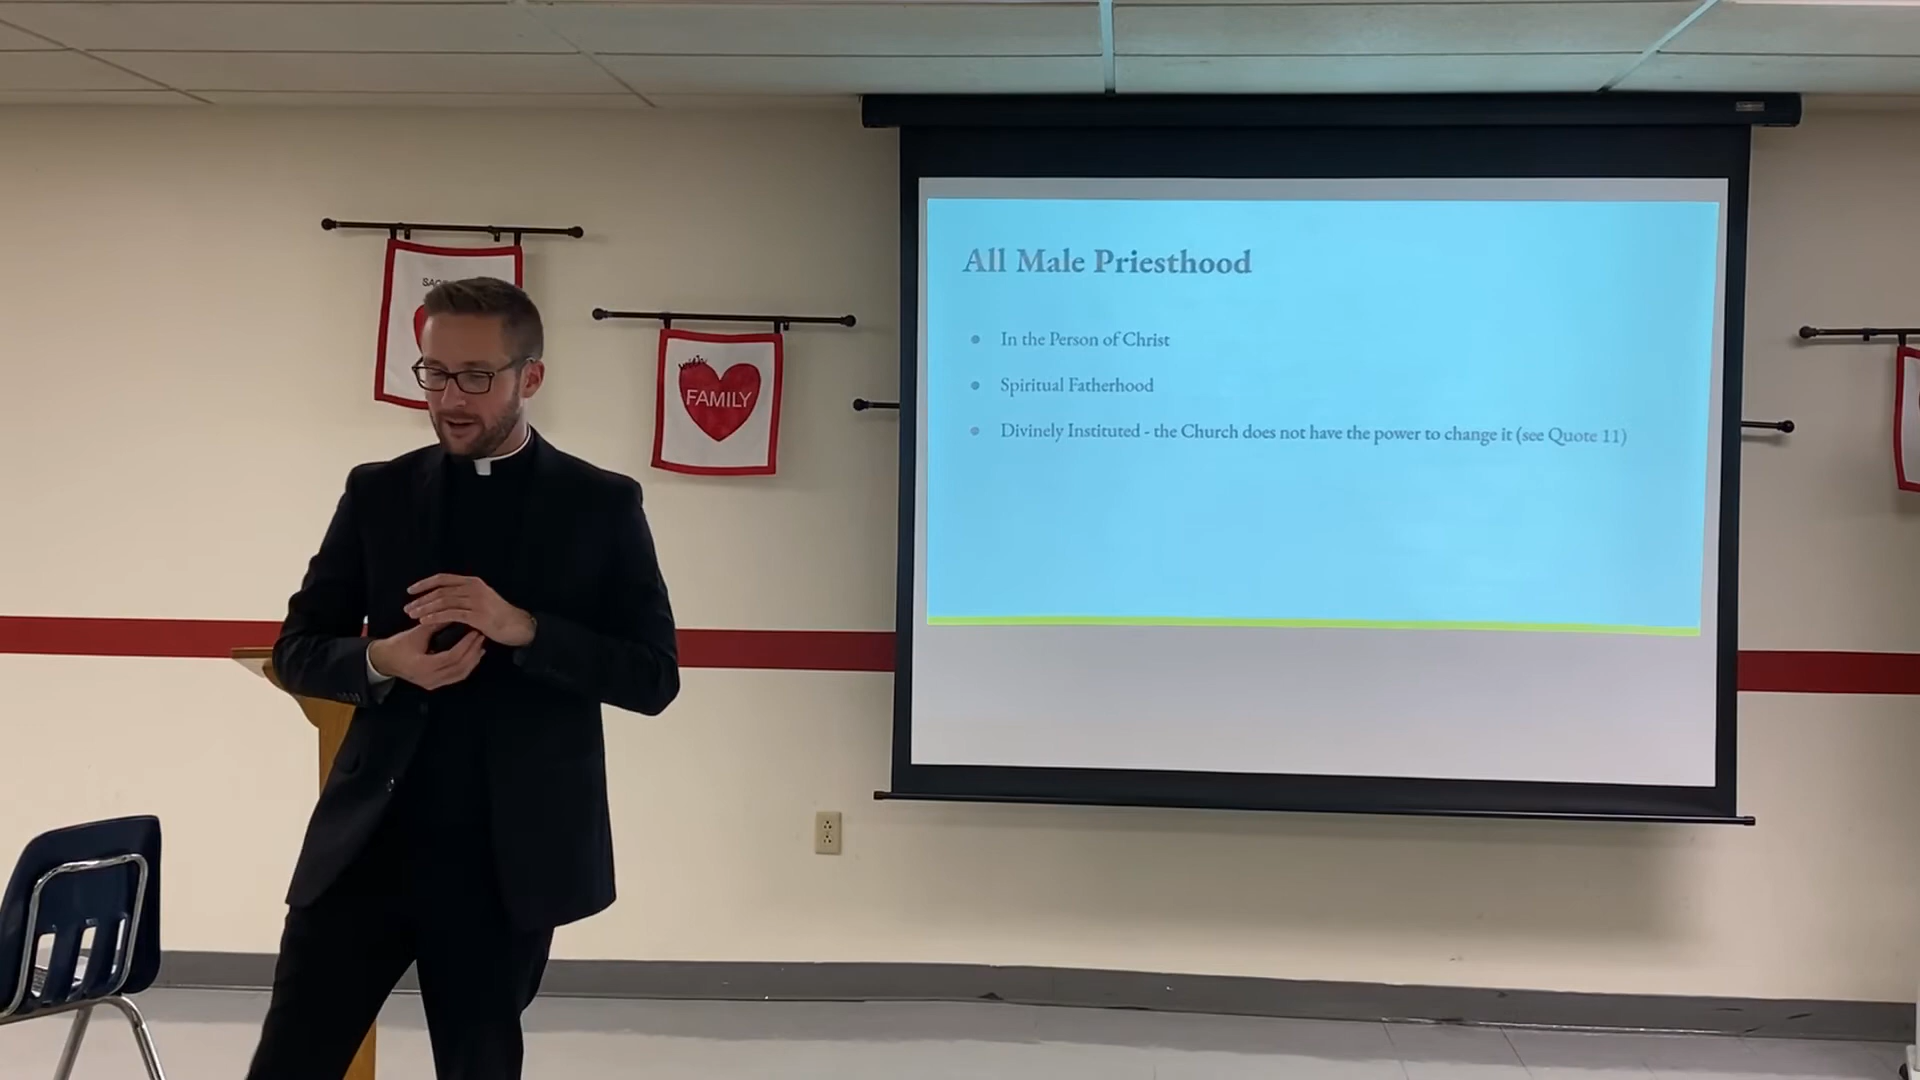 All Male Priesthood
In the Person of Christ
Spiritual Fatherhood
Divinely Instituted - the Church does not have the power to change it (see Quote 11)
FAMILY